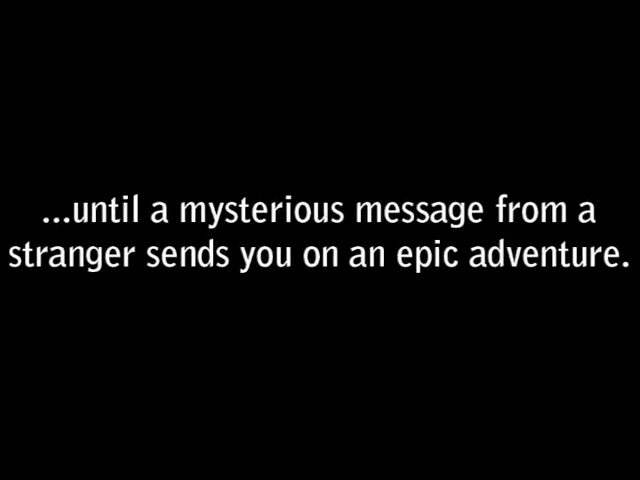 ...until a mysterious message from a
stranger sends you on an epic adventure.